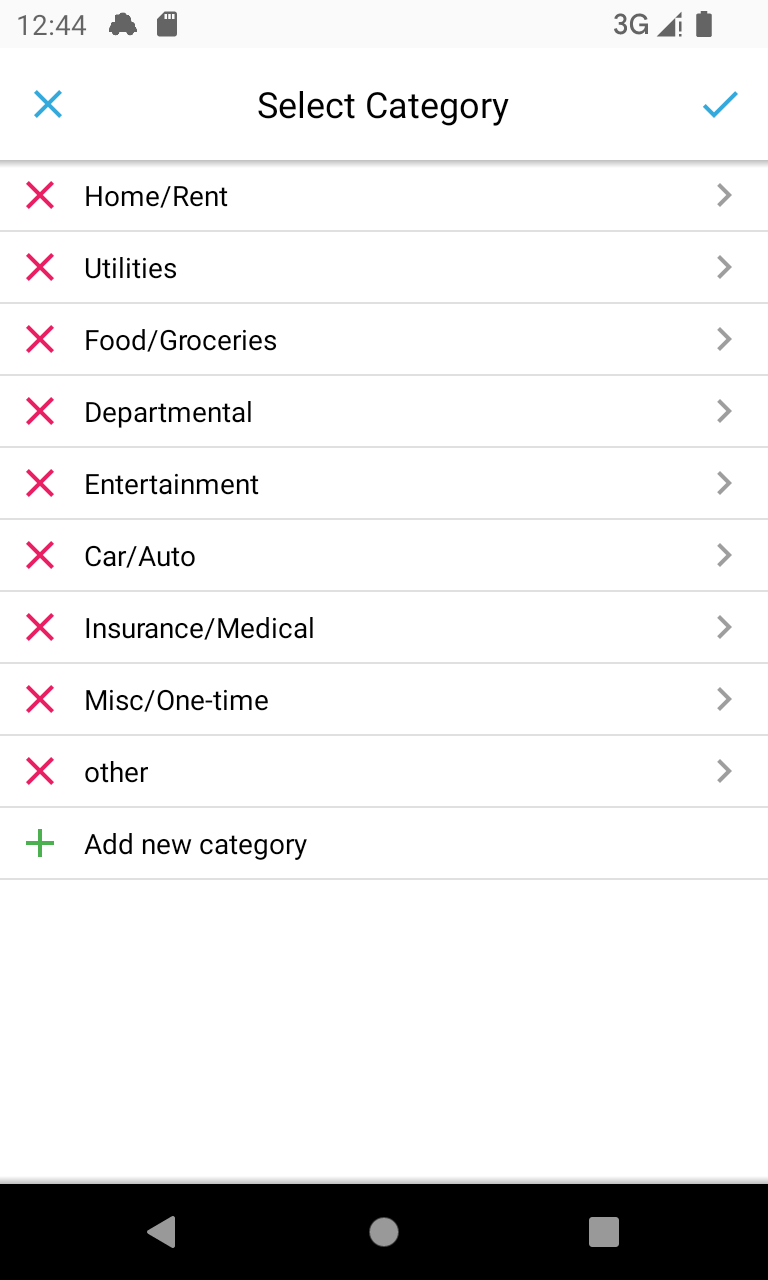 12:44 3G
Select Category
Home/Rent
Utilities
Food/Groceries
Departmental
Entertainment
Car/Auto
Insurance/Medical
Misc/One-time
other
Add new category